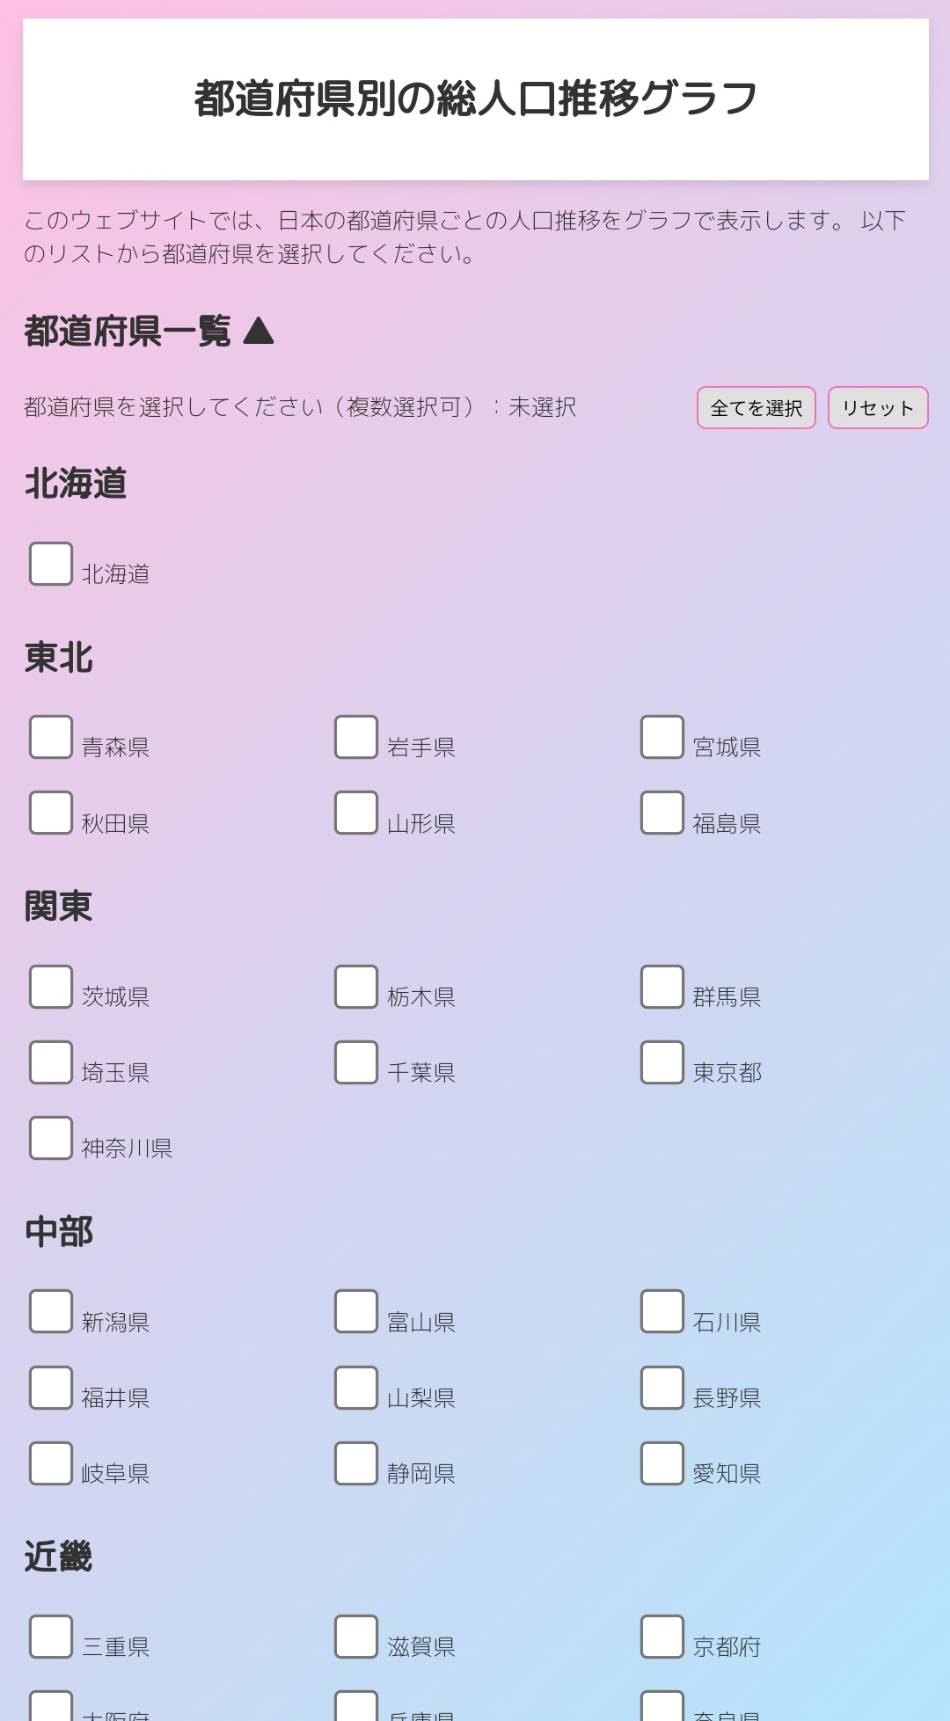 都道府県別の総人口推移グラフ
このウェブサイトでは、日本の都道府県ごとの人口推移をグラフで表示します。 以下
のリストから都道府県を選択してください。
都道府県一覧 ▲
都道府県を選択してください（複数選択可）：未選択 全てを選択 リセット
北海道
北海道
東北
青森県 岩手県 宮城県
秋田県 山形県 福島県
関東
茨城県 栃木県 群馬県
埼玉県 千葉県 東京都
神奈川県
中部
新潟県 富山県 石川県
福井県 山梨県 長野県
岐阜県 静岡県 愛知県
近畿
三重県 滋賀県 京都府
大阪府 兵庫県 奈良県